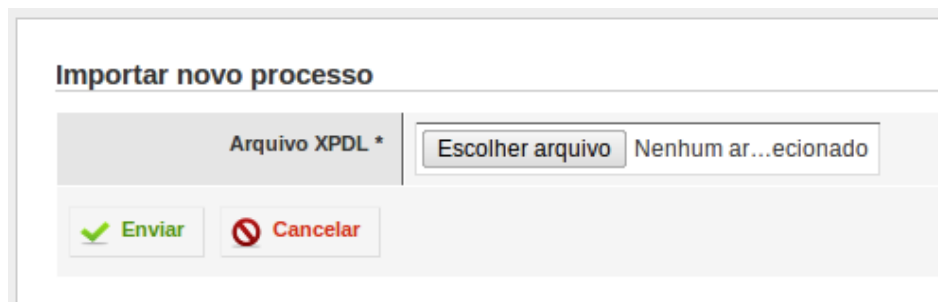 Importar novo processo
Arquivo XPDL * Escolher arquivo Nenhum ar…ecionado
Enviar Cancelar